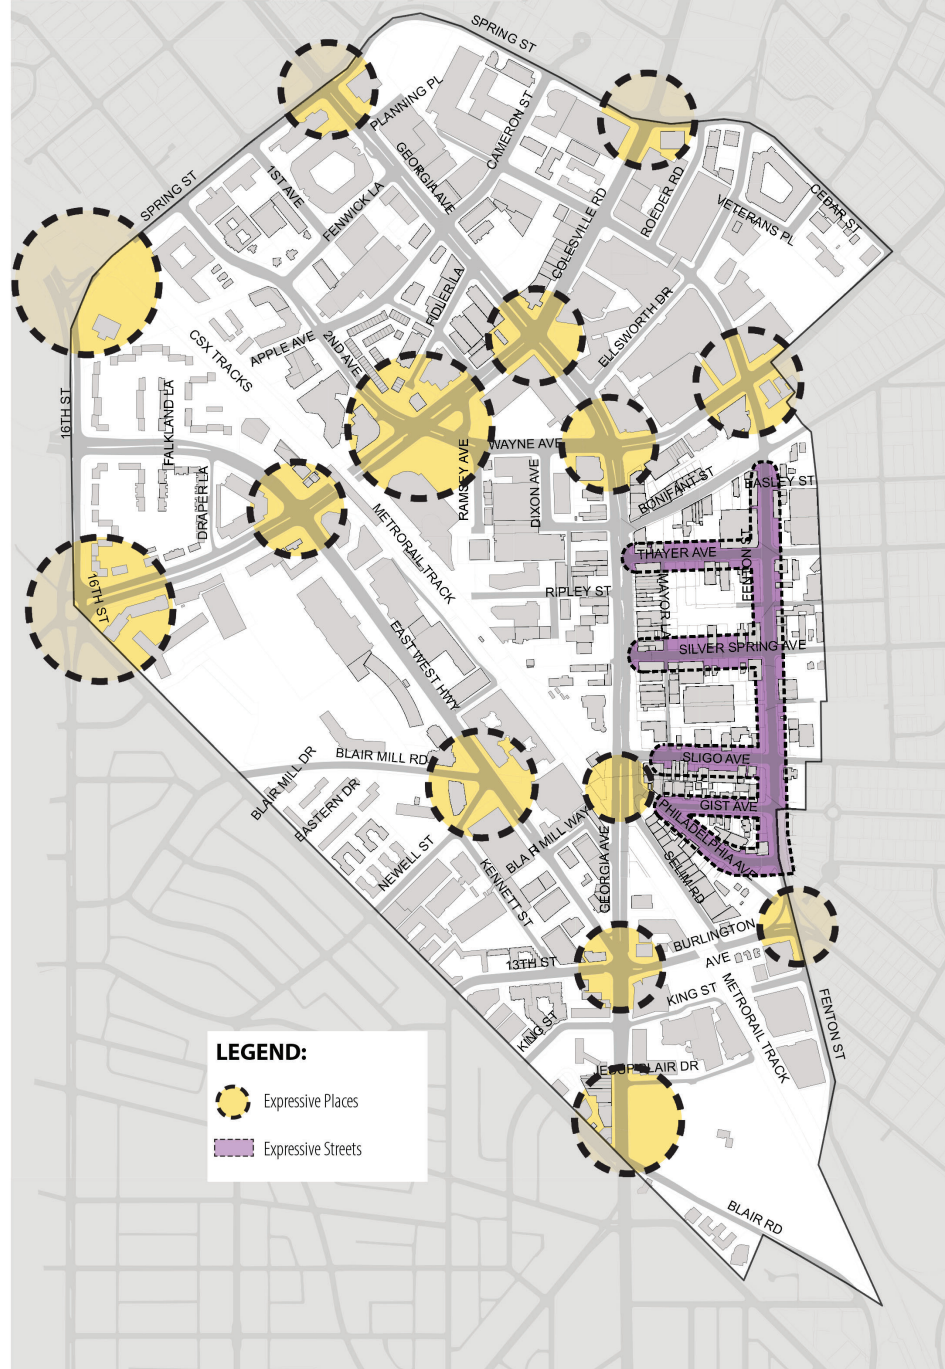 SPRING ST
PLANNING PL
CAMERON ST
GEORGIA AVE
SPRING ST
1ST AVE
FENWICK LA
COLESVILLE RD
ROEDER RD
VETERANS PL
CEDAR ST
FIDLER LA
ELLSWORTH DR
CSX TRACKS
APPLE AVE
2ND AVE
16TH ST
FALKLAND LA
DRAPER LA
RAMSEY AVE
WAYNE AVE
DIXON AVE
BONIFANT ST
EASLEY ST
METRORAIL TRACK
THAYER AVE
FENTON ST
MAYOR LA
RIPLEY ST
16TH ST
SILVER SPRING AVE
EAST WEST HWY
BLAIR MILL RD
BLAIR MILL DR
EASTERN DR
SLIGO AVE
GIST AVE
PHILADELPHIA AVE
NEWELL ST
KENNETT ST
BLAIR MILL WAY
GEORGIA AVE
SELIM RD
BURLINGTON
AVE
13TH ST
KING ST
KING ST
METRORAIL TRACK
FENTON ST
JESUP BLAIR DR
BLAIR RD
LEGEND:
Expressive Places
Expressive Streets